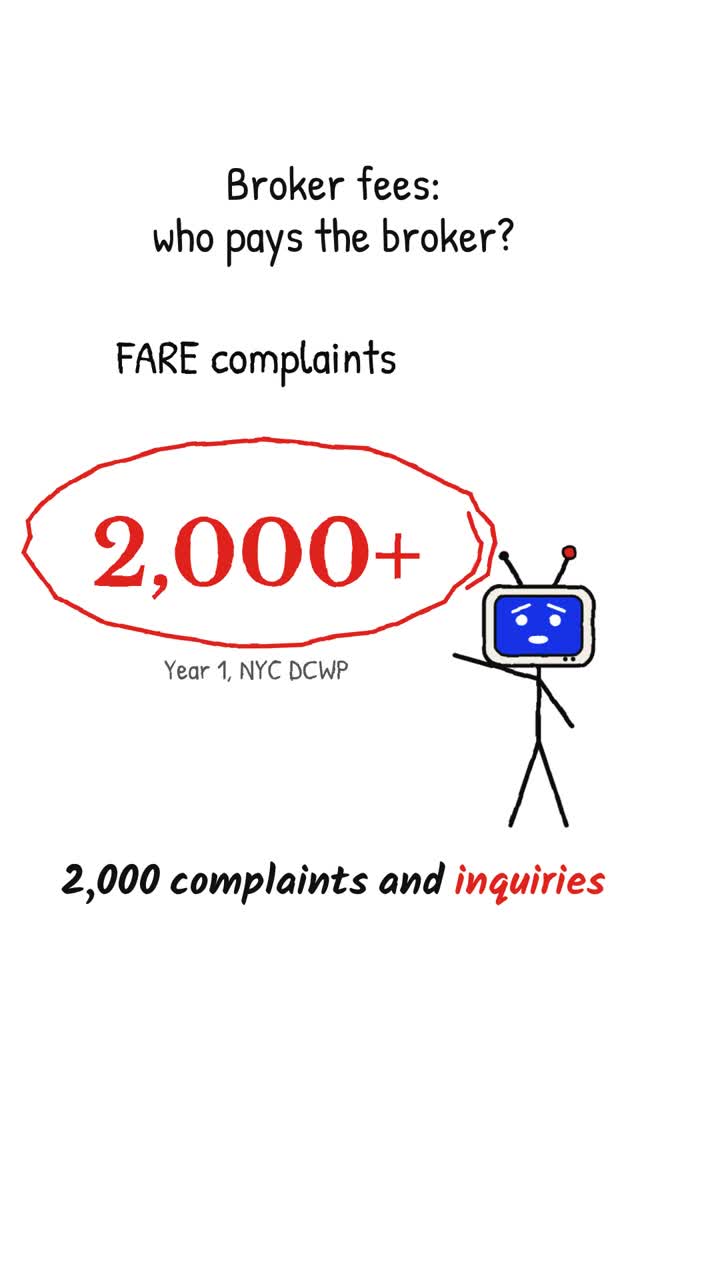 Broker fees:
who pays the broker?
FARE complaints
2,000+
Year 1, NYC DCWP
2,000 complaints and inquiries